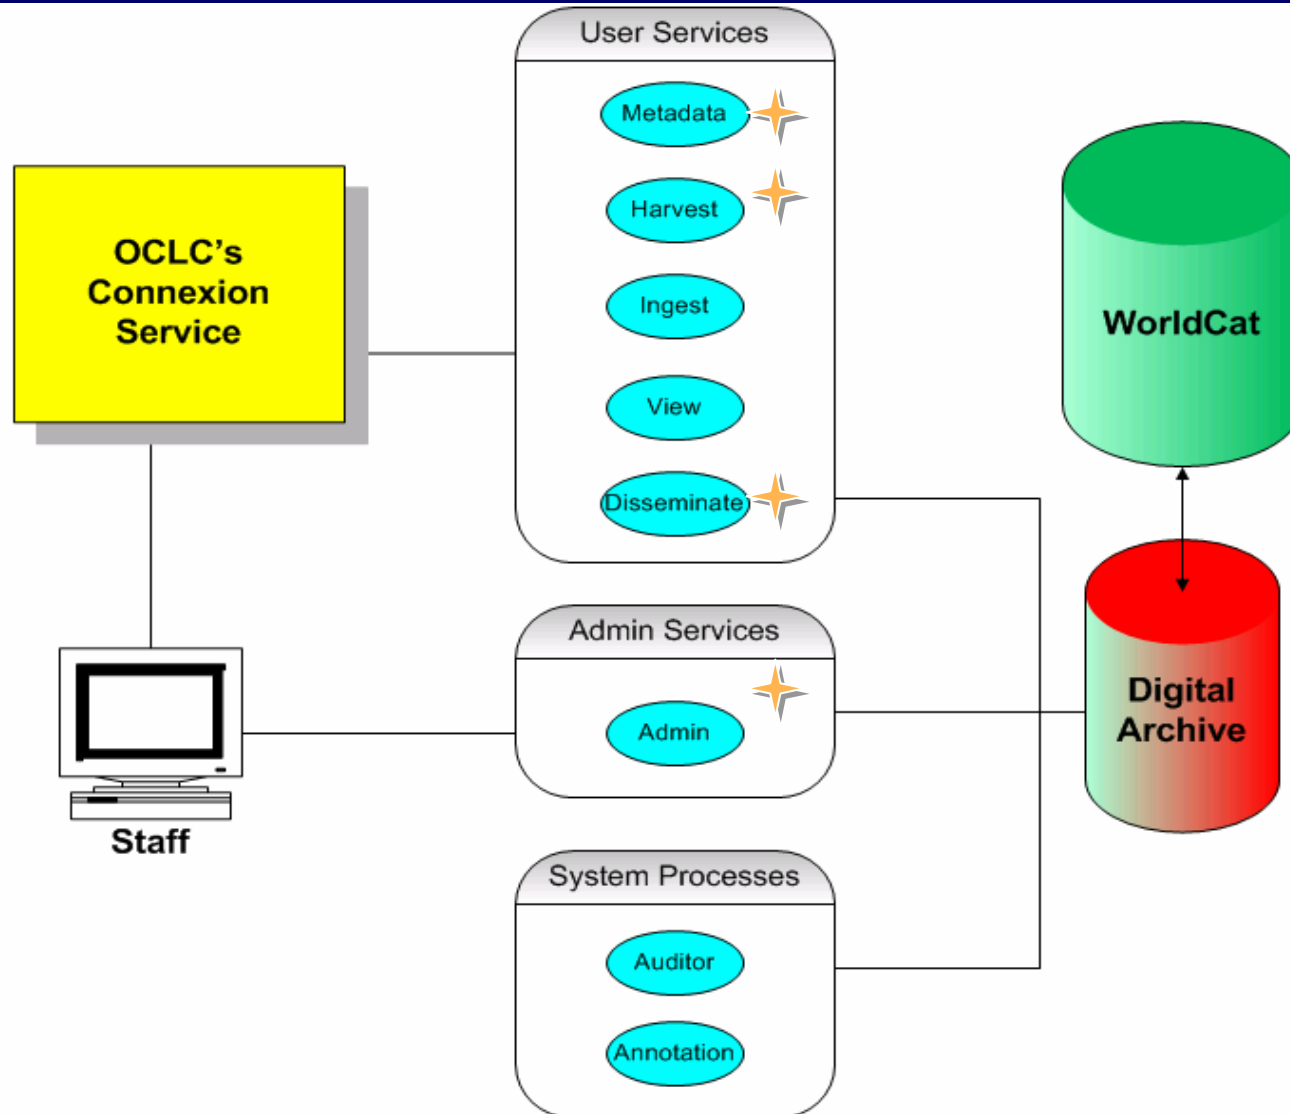 User Services
Metadata
Harvest
Ingest
View
Disseminate
OCLC's
Connexion
Service
WorldCat
Admin Services
Admin
Digital
Archive
Staff
System Processes
Auditor
Annotation